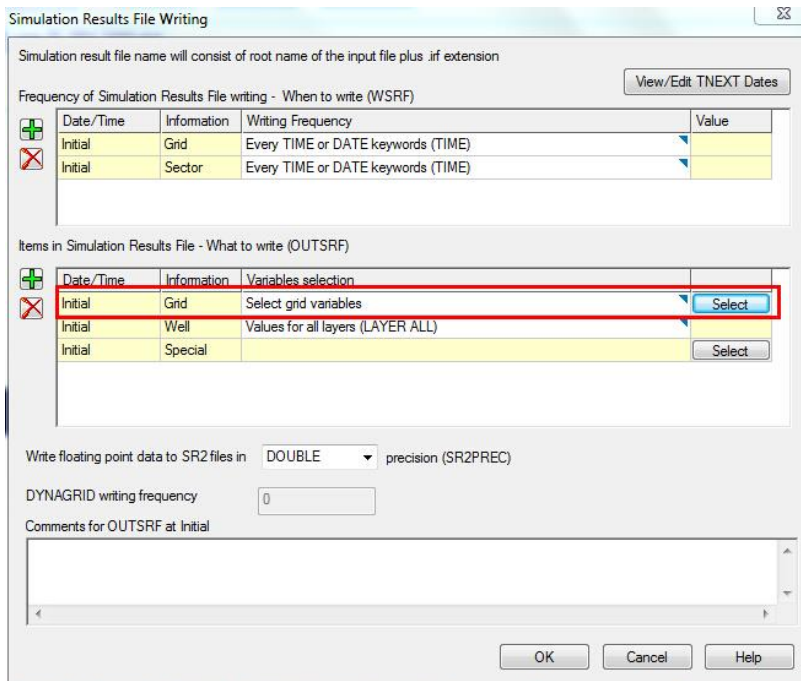 Simulation Results File Writing
Simulation result file name will consist of root name of the input file plus .irf extension
View/Edit TNEXT Dates
Frequency of Simulation Results File writing - When to write (WSRF)
Date/Time Information Writing Frequency Value
Initial Grid Every TIME or DATE keywords (TIME)
Initial Sector Every TIME or DATE keywords (TIME)
Items in Simulation Results File - What to write (OUTSRF)
Date/Time Information Variables selection
Initial Grid Select grid variables Select
Initial Well Values for all layers (LAYER ALL)
Initial Special Select
Write floating point data to SR2 files in DOUBLE precision (SR2PREC)
DYNAGRID writing frequency 0
Comments for OUTSRF at Initial
OK Cancel Help